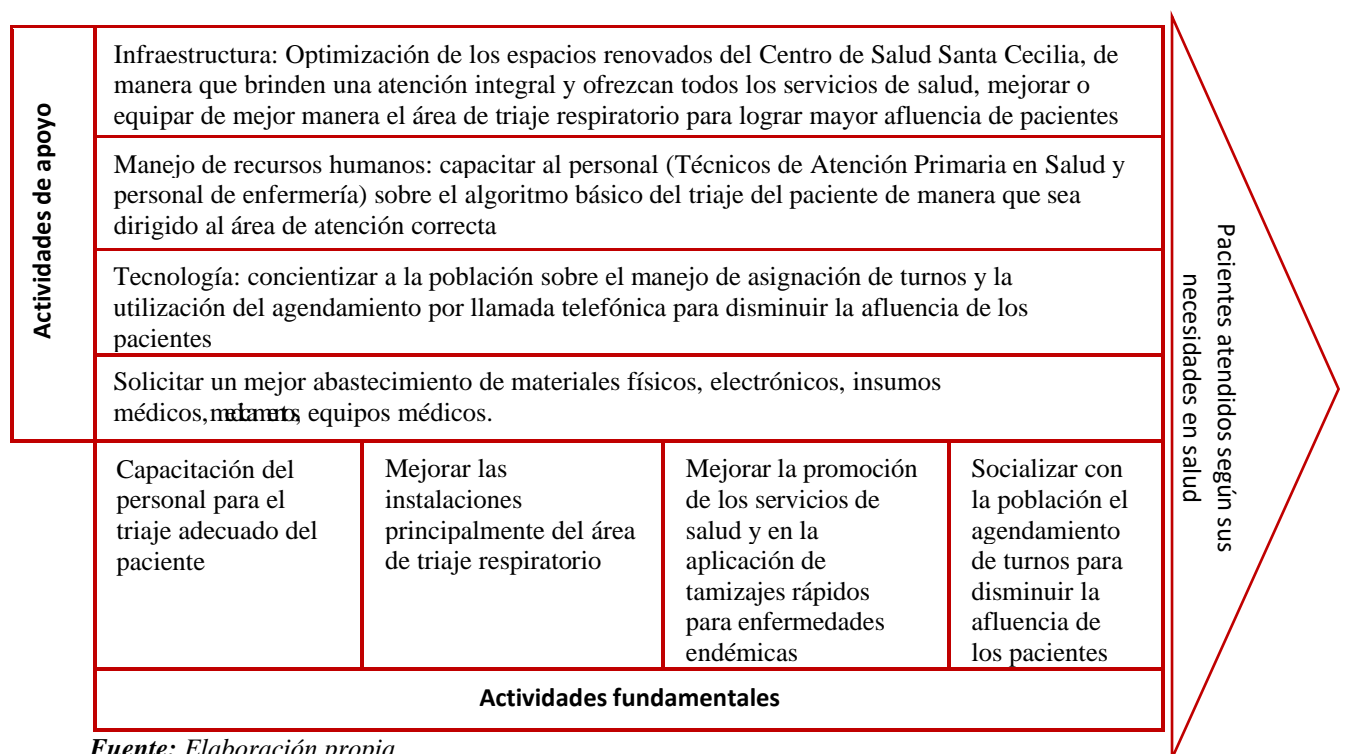 Actividades de apoyo
Infraestructura: Optimización de los espacios renovados del Centro de Salud Santa Cecilia, de
manera que brinden una atención integral y ofrezcan todos los servicios de salud, mejorar o
equipar de mejor manera el área de triaje respiratorio para lograr mayor afluencia de pacientes
Manejo de recursos humanos: capacitar al personal (Técnicos de Atención Primaria en Salud y
personal de enfermería) sobre el algoritmo básico del triaje del paciente de manera que sea
dirigido al área de atención correcta
Tecnología: concientizar a la población sobre el manejo de asignación de turnos y la
utilización del agendamiento por llamada telefónica para disminuir la afluencia de los
pacientes
Solicitar un mejor abastecimiento de materiales físicos, electrónicos, insumos
médicos, equipos médicos.
Capacitación del
personal para el
triaje adecuado del
paciente
Mejorar las
instalaciones
principalmente del área
de triaje respiratorio
Mejorar la promoción
de los servicios de
salud y en la
aplicación de
tamizajes rápidos
para enfermedades
endémicas
Socializar con
la población el
agendamiento
de turnos para
disminuir la
afluencia de
los pacientes
Actividades fundamentales
Pacientes atendidos según sus
necesidades en salud
Fuente: Elaboración propia